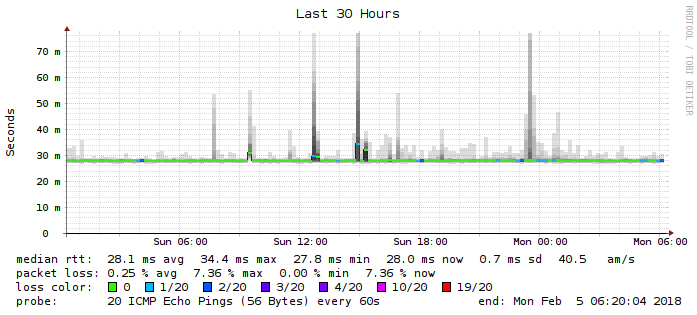 Last 30 Hours
RRDTOOL / TOBI OETIKER
Seconds
70 m
60 m
50 m
40 m
30 m
20 m
10 m
0
Sun 06:00 Sun 12:00 Sun 18:00 Mon 00:00 Mon 06:00
median rtt: 28.1 ms avg 34.4 ms max 27.8 ms min 28.0 ms now 0.7 ms sd 40.5 am/s
packet loss: 0.25 % avg 7.36 % max 0.00 % min 7.36 % now
loss color: 0 1/20 2/20 3/20 4/20 10/20 19/20
probe: 20 ICMP Echo Pings (56 Bytes) every 60s end: Mon Feb 5 06:20:04 2018